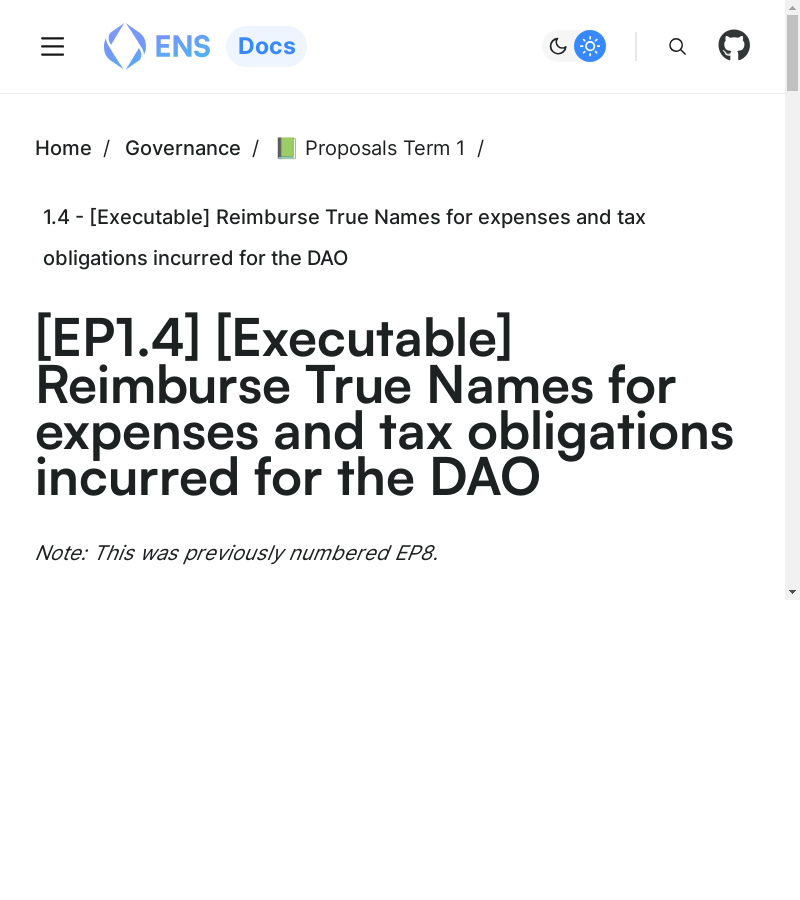 ENS Docs
Home / Governance / 📗 Proposals Term 1 /
1.4 - [Executable] Reimburse True Names for expenses and tax
obligations incurred for the DAO
[EP1.4] [Executable]
Reimburse True Names for
expenses and tax obligations
incurred for the DAO
Note: This was previously numbered EP8.